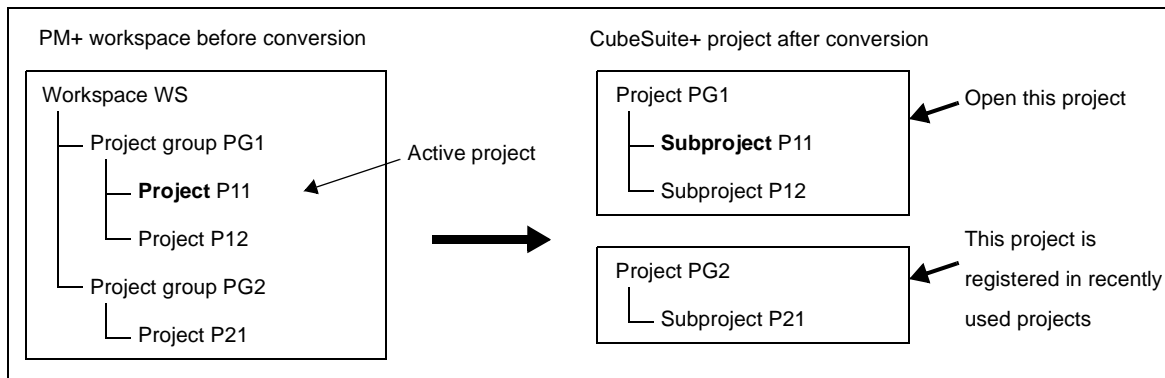 PM+ workspace before conversion
Workspace WS
Project group PG1
Project P11
Project P12
Project group PG2
Project P21
Active project
CubeSuite+ project after conversion
Project PG1
Subproject P11
Subproject P12
Open this project
Project PG2
Subproject P21
This project is
registered in recently
used projects